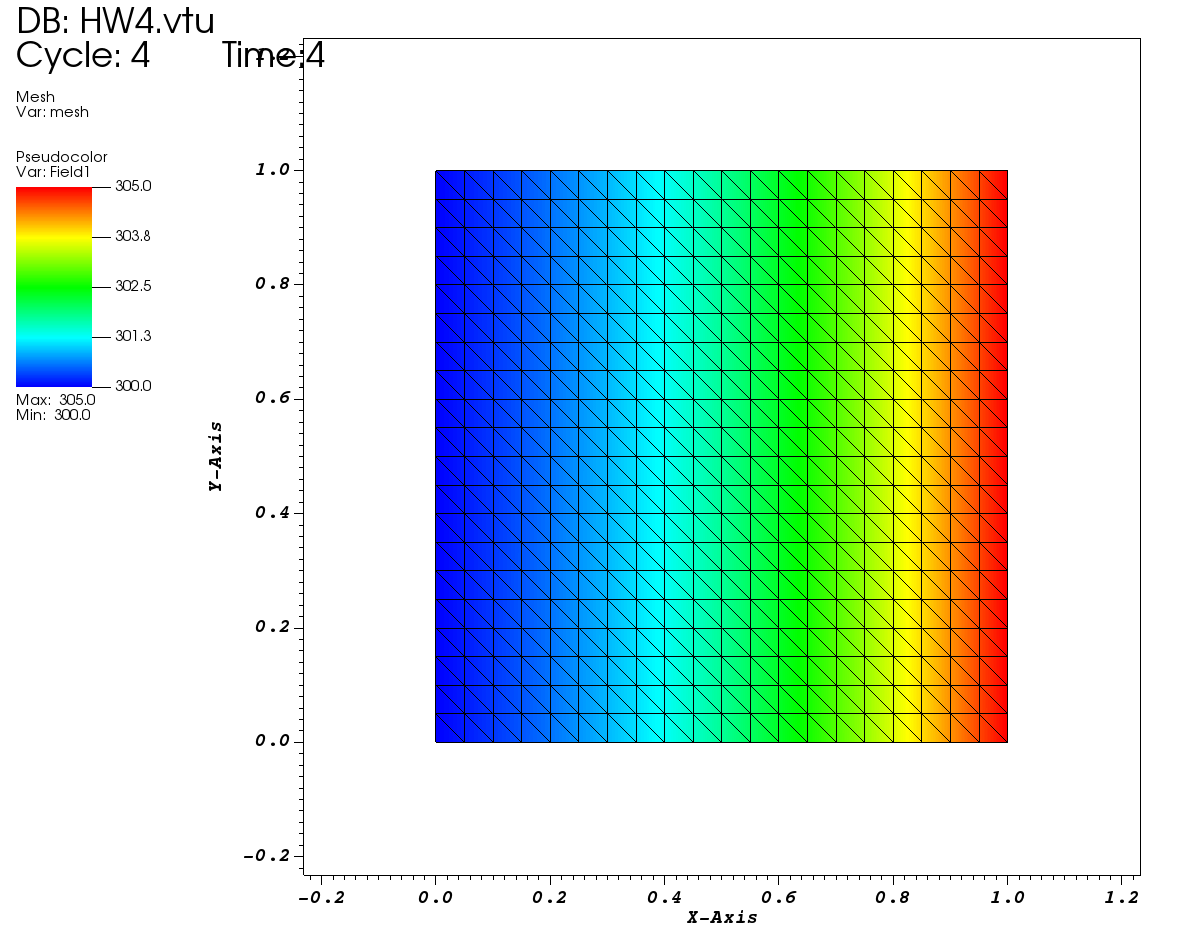 DB: HW4.vtu
Cycle: 4 Time:4
Mesh
Var: mesh
Pseudocolor
Var: Field1
305.0
303.8
302.5
301.3
300.0
Max: 305.0
Min: 300.0
1.2
1.0
0.8
0.6
0.4
0.2
0.0
-0.2
Y-Axis
-0.2 0.0 0.2 0.4 0.6 0.8 1.0 1.2
X-Axis